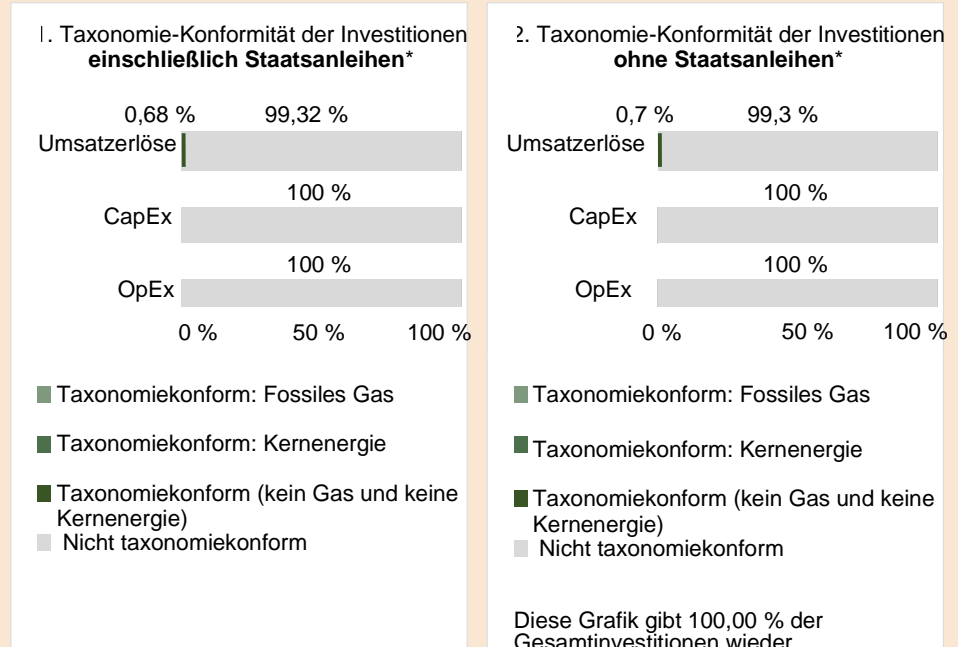 1. Taxonomie-Konformität der Investitionen
einschließlich Staatsanleihen*
0,68 % 99,32 %
Umsatzerlöse
100 %
CapEx
100 %
OpEx
0 % 50 % 100 %
Taxonomiekonform: Fossiles Gas
Taxonomiekonform: Kernenergie
Taxonomiekonform (kein Gas und keine
Kernenergie)
Nicht taxonomiekonform
2. Taxonomie-Konformität der Investitionen
ohne Staatsanleihen*
0,7 % 99,3 %
Umsatzerlöse
100 %
CapEx
100 %
OpEx
0 % 50 % 100 %
Taxonomiekonform: Fossiles Gas
Taxonomiekonform: Kernenergie
Taxonomiekonform (kein Gas und keine
Kernenergie)
Nicht taxonomiekonform
Diese Grafik gibt 100,00 % der
Gesamtinvestitionen wieder